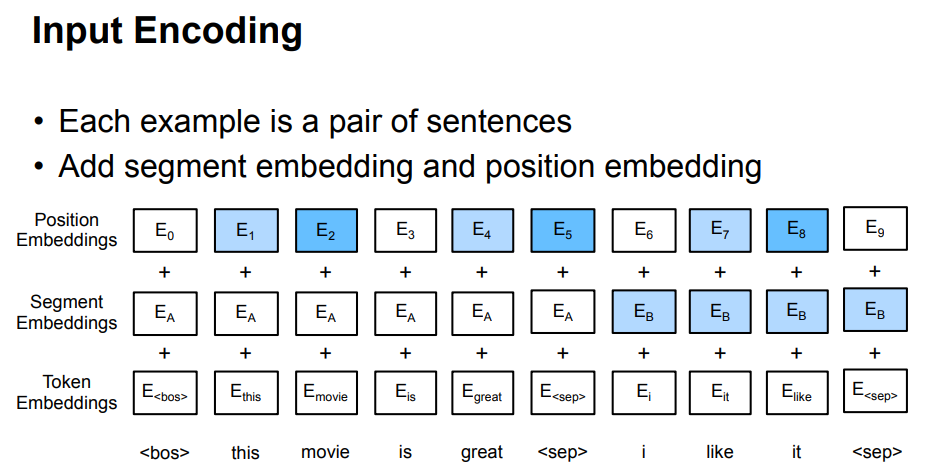 Input Encoding
• Each example is a pair of sentences
• Add segment embedding and position embedding
Position
Embeddings
E0 E1 E2 E3 E4 E5 E6 E7 E8 E9
+ + + + + + + + + +
Segment
Embeddings
EA EA EA EA EA EA EB EB EB EB
+ + + + + + + + + +
Token
Embeddings
E<bos> Ethis Emovie Eis Egreat E<sep> Ei Eit Elike E<sep>
<bos> this movie is great <sep> i like it <sep>